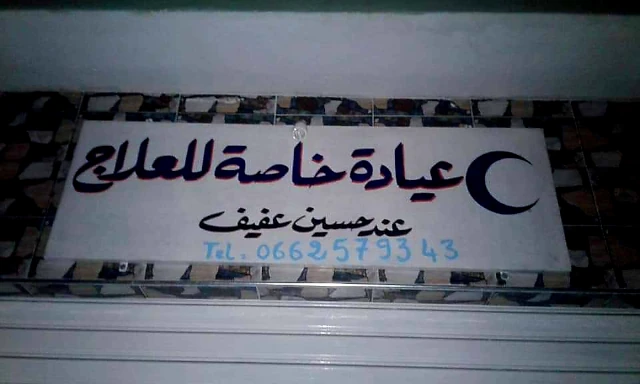 عيادة خاصة للعلاج
عند حسين عفيف
Tel. 0662579343